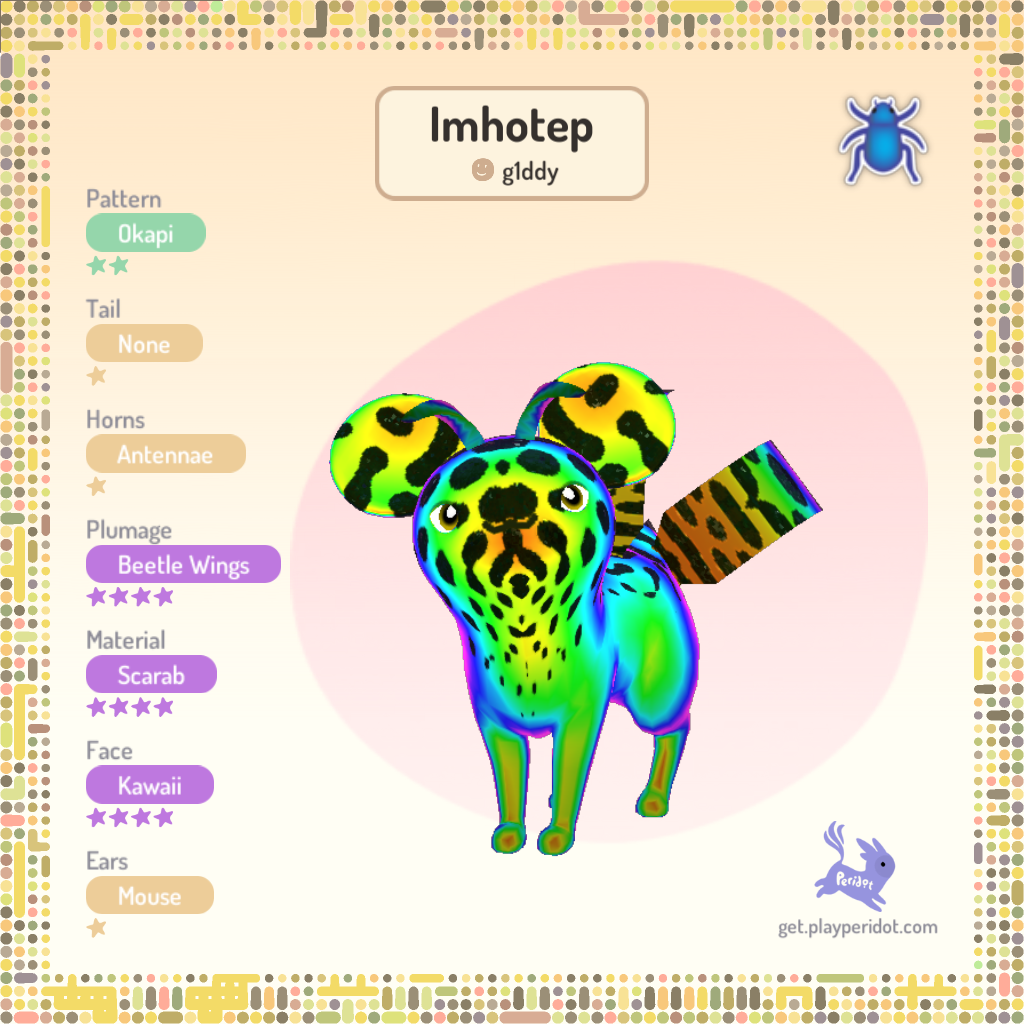 Imhotep
g1ddy
Pattern
Okapi
Tail
None
Horns
Antennae
Plumage
Beetle Wings
Material
Scarab
Face
Kawaii
Ears
Mouse
Peridot
get.playperidot.com